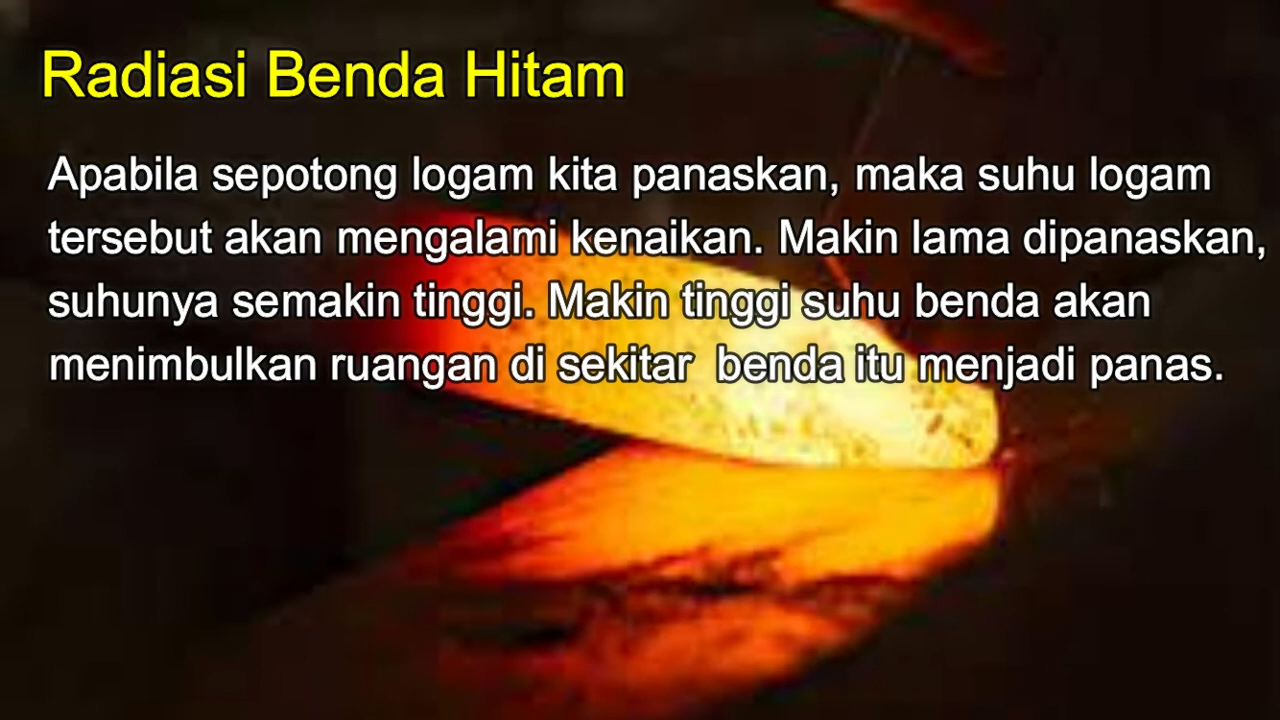 Radiasi Benda Hitam
Apabila sepotong logam kita panaskan, maka suhu logam
tersebut akan mengalami kenaikan. Makin lama dipanaskan,
suhunya semakin tinggi. Makin tinggi suhu benda akan
menimbulkan ruangan di sekitar  benda itu menjadi panas.